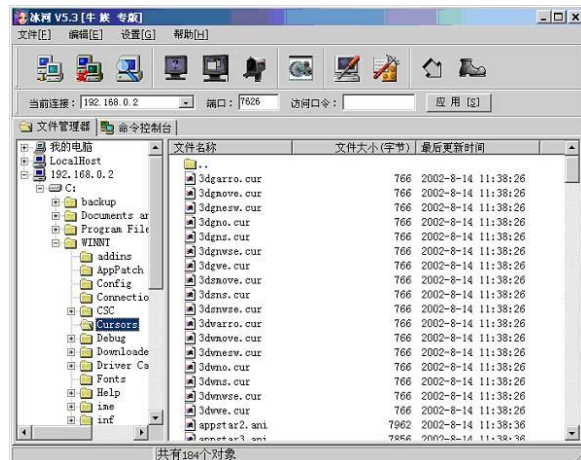 冰河 V5.3 [牛 族 专版]
文件[F] 编辑[E] 设置[G] 帮助[H]
当前连接: 192.168.0.2 端口: 7626 访问口令: 应 用 [S]
文件管理器 命令控制台
我的电脑
LocalHost
192.168.0.2
C:
backup
Documents ar
Program File
WINNT
addins
AppPatch
Config
Connectio
CSC
Cursors
Debug
Downloade
Driver Ca
Fonts
Help
ime
inf
文件名称 文件大小(字节) 最后更新时间
..
3dgarro.cur 766 2002-8-14 11:38:26
3dgmove.cur 766 2002-8-14 11:38:26
3dgnesw.cur 766 2002-8-14 11:38:26
3dgno.cur 766 2002-8-14 11:38:26
3dgns.cur 766 2002-8-14 11:38:26
3dgnwse.cur 766 2002-8-14 11:38:26
3dgwe.cur 766 2002-8-14 11:38:26
3dsmove.cur 766 2002-8-14 11:38:26
3dsns.cur 766 2002-8-14 11:38:26
3dsnwse.cur 766 2002-8-14 11:38:26
3dwarro.cur 766 2002-8-14 11:38:26
3dwmove.cur 766 2002-8-14 11:38:26
3dwnesw.cur 766 2002-8-14 11:38:26
3dwno.cur 766 2002-8-14 11:38:26
3dwns.cur 766 2002-8-14 11:38:26
3dwnwse.cur 766 2002-8-14 11:38:26
3dwwe.cur 766 2002-8-14 11:38:26
appstar2.ani 7962 2002-8-14 11:38:36
appstar3.ani 7856 2002-8-14 11:38:36
共有184个对象